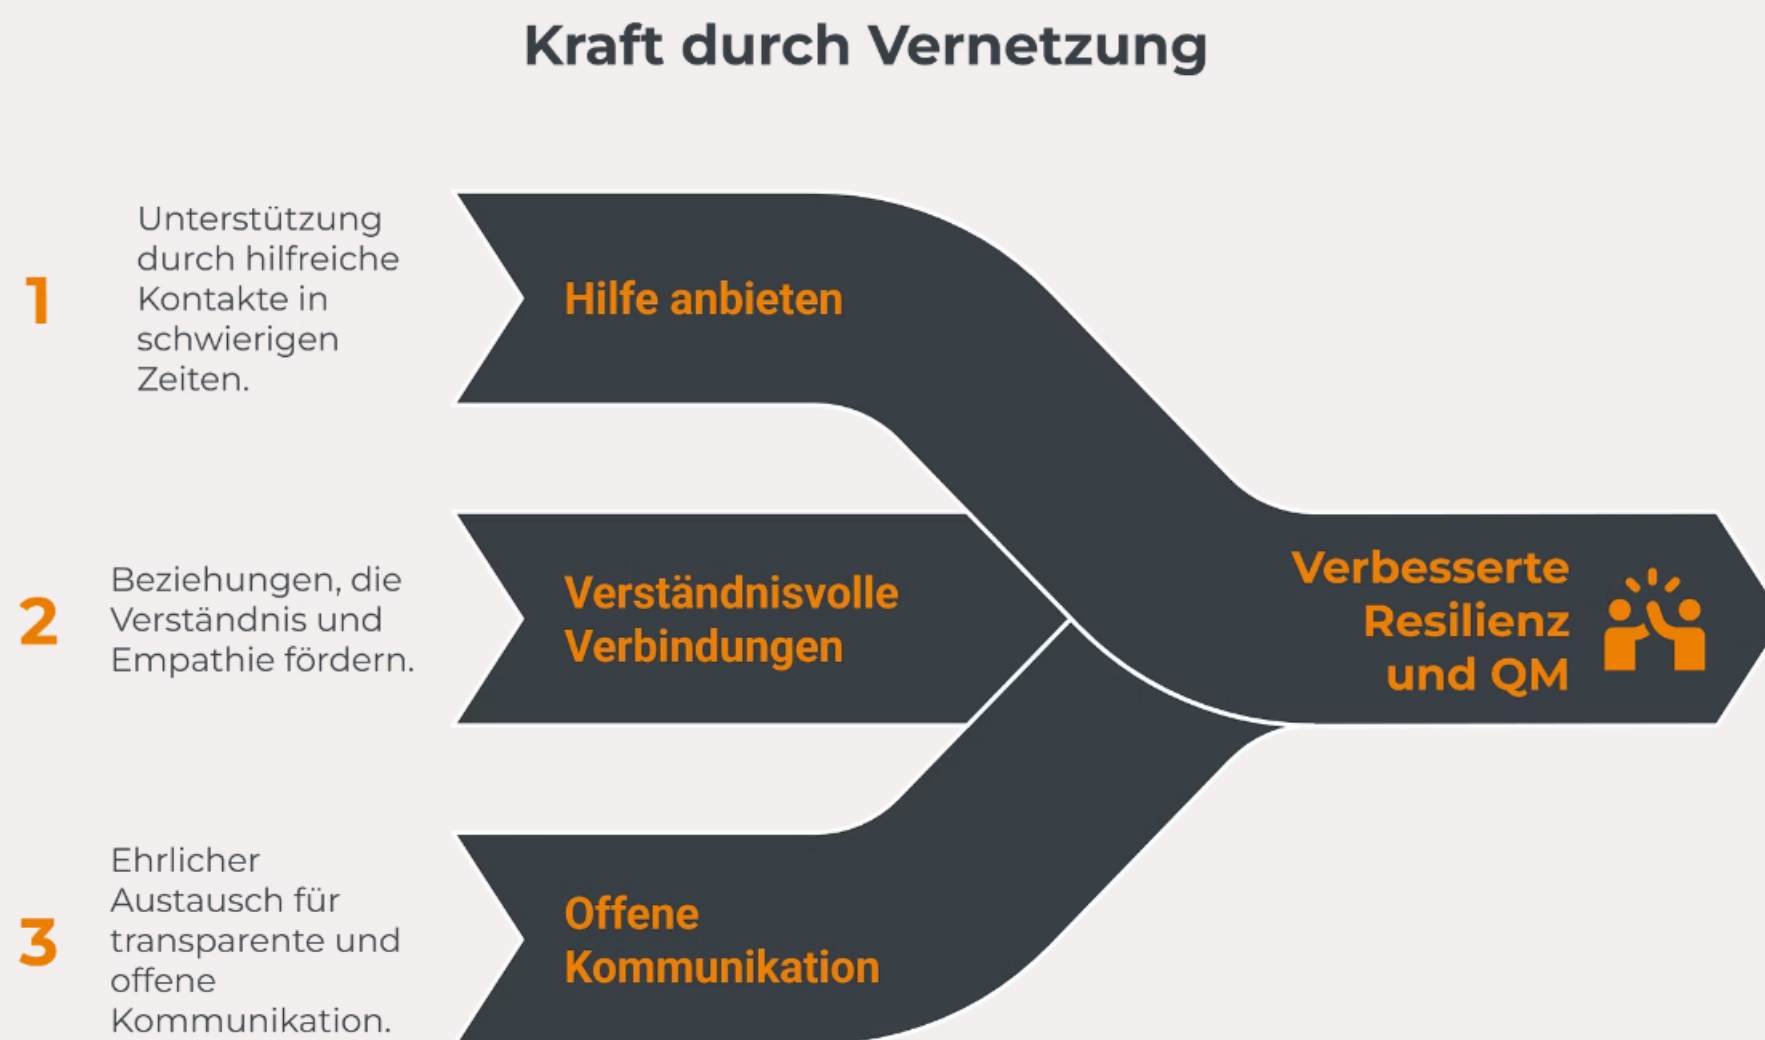 Kraft durch Vernetzung
1
Unterstützung
durch hilfreiche
Kontakte in
schwierigen
Zeiten.
Hilfe anbieten
2
Beziehungen, die
Verständnis und
Empathie fördern.
Verständnisvolle
Verbindungen
3
Ehrlicher
Austausch für
transparente und
offene
Kommunikation.
Offene
Kommunikation
Verbesserte
Resilienz
und QM